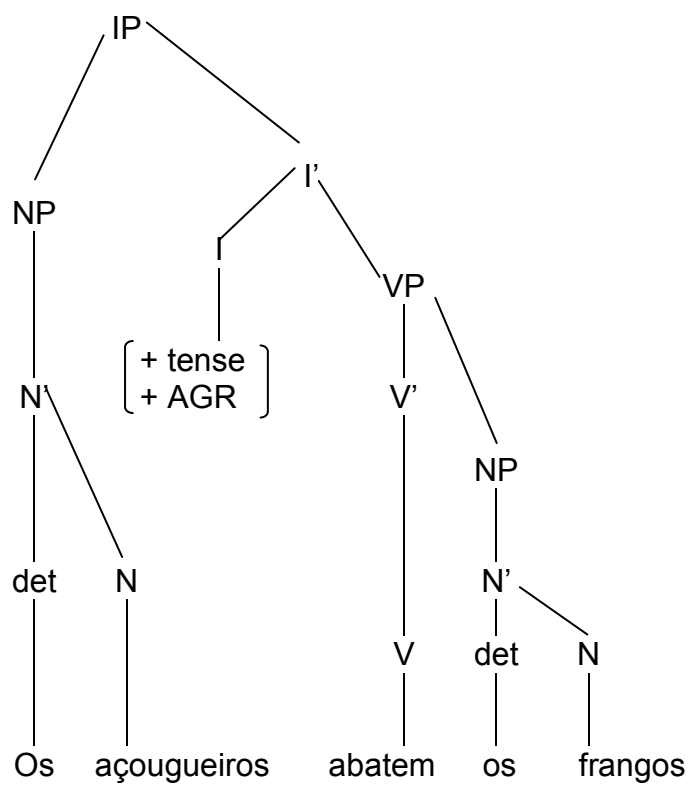 IP
I’
NP
I
VP
+ tense
+ AGR
N’
V’
NP
det N
N’
V det N
Os açougueiros abatem os frangos